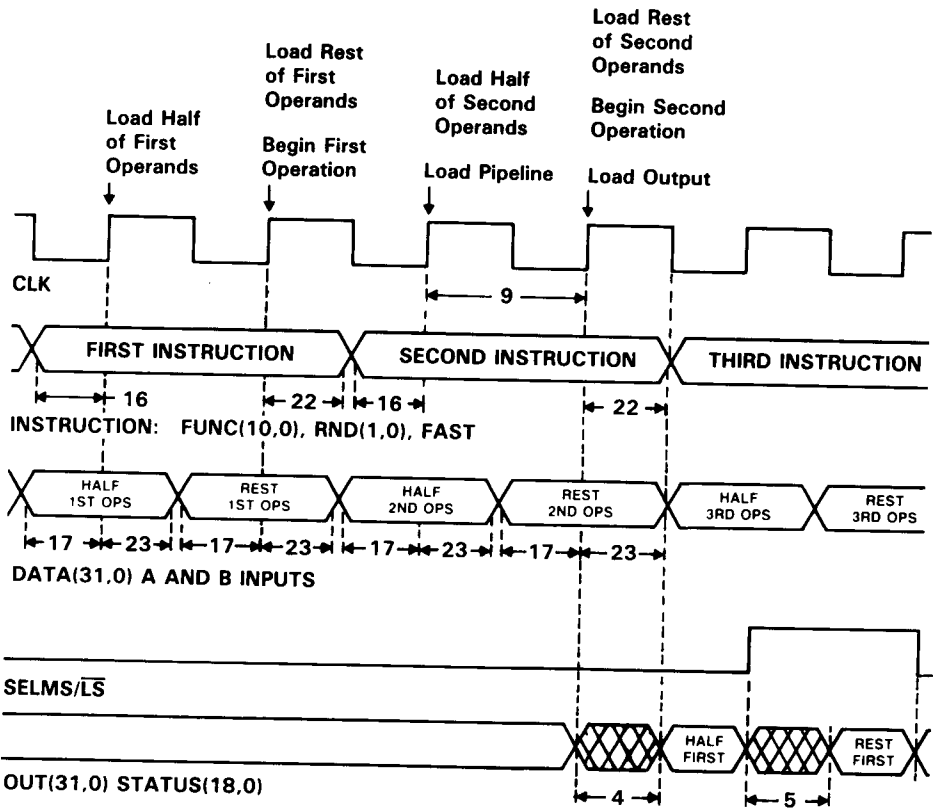 Load Half
of First
Operands
Load Rest
of First
Operands
Begin First
Operation
Load Half
of Second
Operands
Load Pipeline
Load Rest
of Second
Operands
Begin Second
Operation
Load Output
CLK
9
FIRST INSTRUCTION
SECOND INSTRUCTION
THIRD INSTRUCTION
16
22
16
22
INSTRUCTION: FUNC(10,0), RND(1,0), FAST
HALF
1ST OPS
REST
1ST OPS
HALF
2ND OPS
REST
2ND OPS
HALF
3RD OPS
REST
3RD OPS
17
23
17
23
17
23
17
23
DATA(31,0) A AND B INPUTS
SELMS/L̅S̅
HALF
FIRST
REST
FIRST
OUT(31,0) STATUS(18,0)
4
5